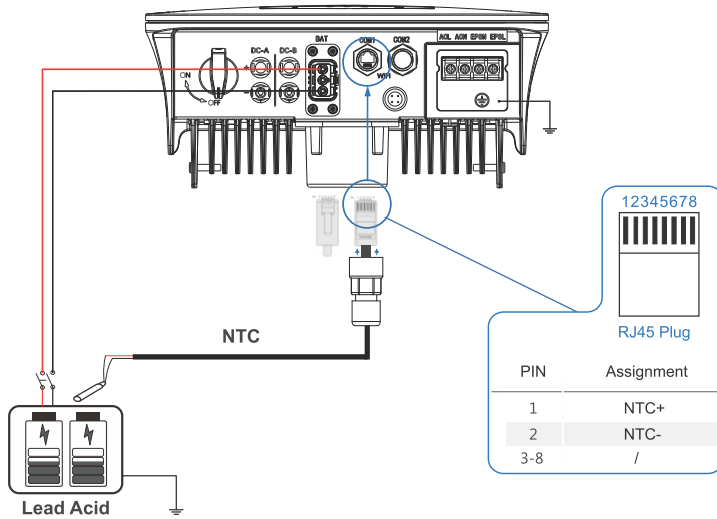 BAT
COM1
COM2
ACL ACN EPSN EPSL
DC-A
DC-B
+
-
ON
OFF
WIFI
12345678
RJ45 Plug
NTC
PIN Assignment
1 NTC+
2 NTC-
3-8 /
Lead Acid